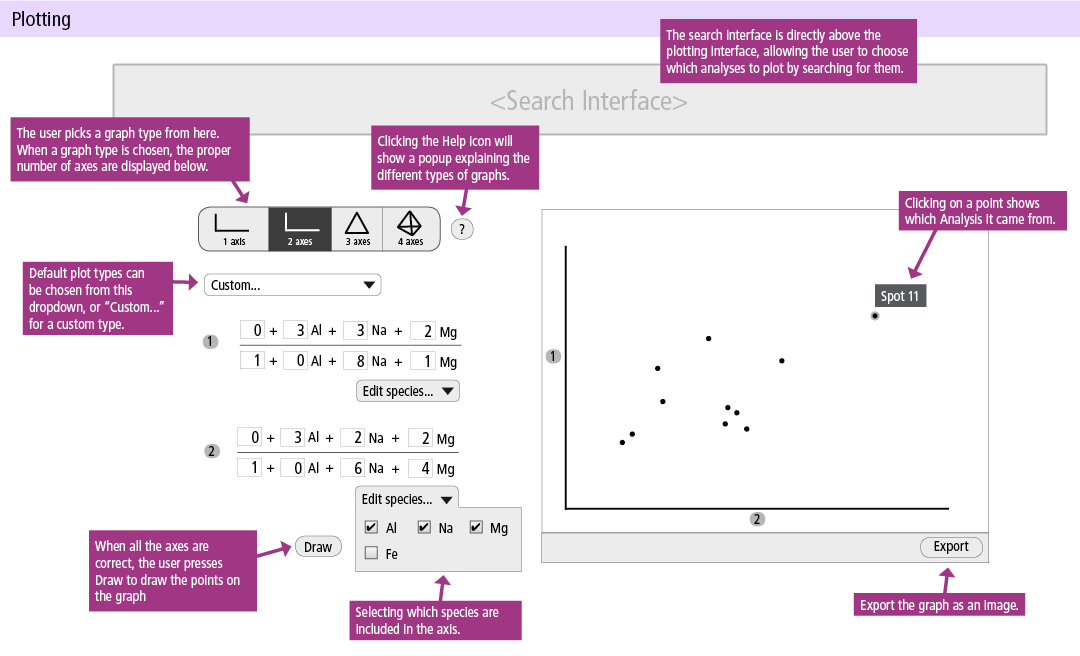 Plotting
The search interface is directly above the
plotting interface, allowing the user to choose
which analyses to plot by searching for them.
<Search Interface>
The user picks a graph type from here.
When a graph type is chosen, the proper
number of axes are displayed below.
Clicking the Help icon will
show a popup explaining the
different types of graphs.
1 axis
2 axes
3 axes
4 axes
?
Clicking on a point shows
which Analysis it came from.
Default plot types can
be chosen from this
dropdown, or “Custom...”
for a custom type.
Custom...
1
0 + 3 Al + 3 Na + 2 Mg
1 + 0 Al + 8 Na + 1 Mg
Edit species...
2
0 + 3 Al + 2 Na + 2 Mg
1 + 0 Al + 6 Na + 4 Mg
Edit species...
Al
Na
Mg
Fe
Spot 11
1
2
When all the axes are
correct, the user presses
Draw to draw the points on
the graph
Draw
Selecting which species are
included in the axis.
Export
Export the graph as an image.